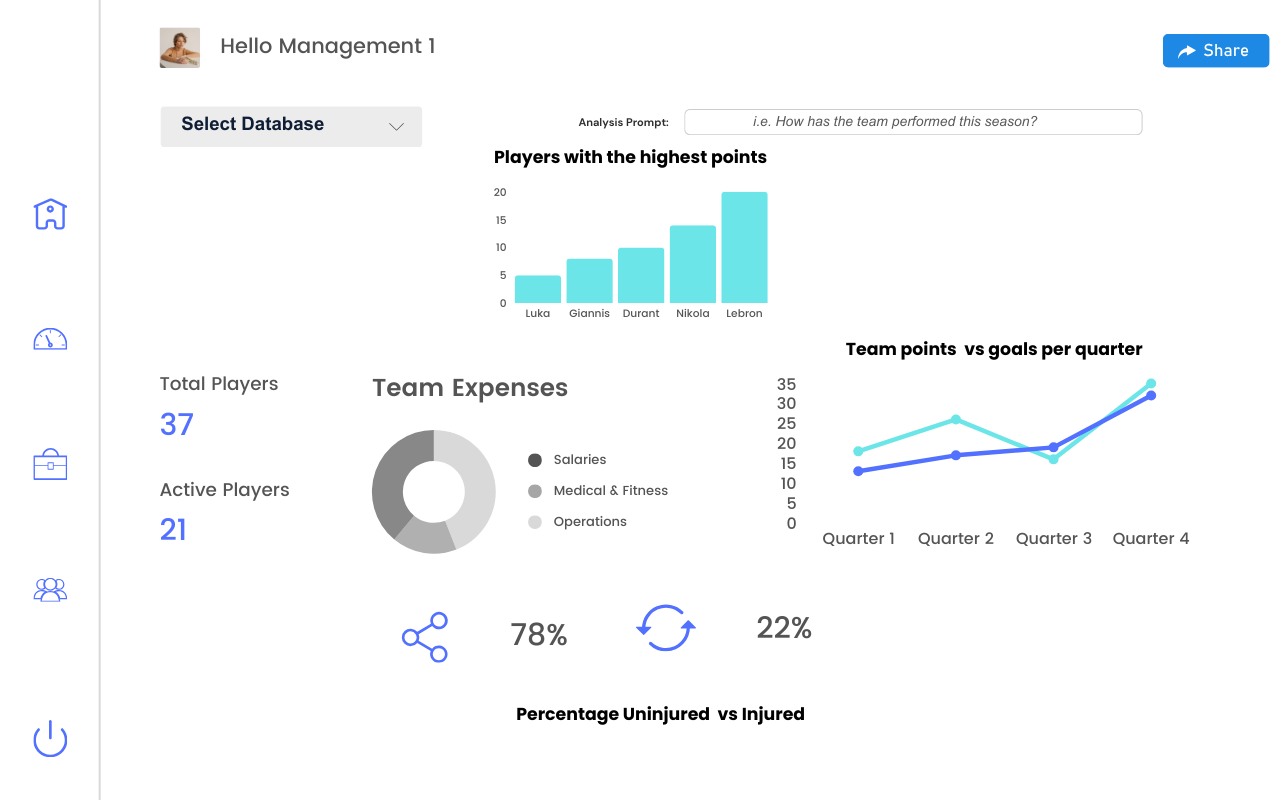 Hello Management 1
Share
Select Database
Analysis Prompt:
i.e. How has the team performed this season?
Players with the highest points
20
15
10
5
0
Luka Giannis Durant Nikola Lebron
Total Players
37
Active Players
21
Team Expenses
Salaries
Medical & Fitness
Operations
Team points vs goals per quarter
35
30
25
20
15
10
5
0
Quarter 1 Quarter 2 Quarter 3 Quarter 4
78%
22%
Percentage Uninjured vs Injured